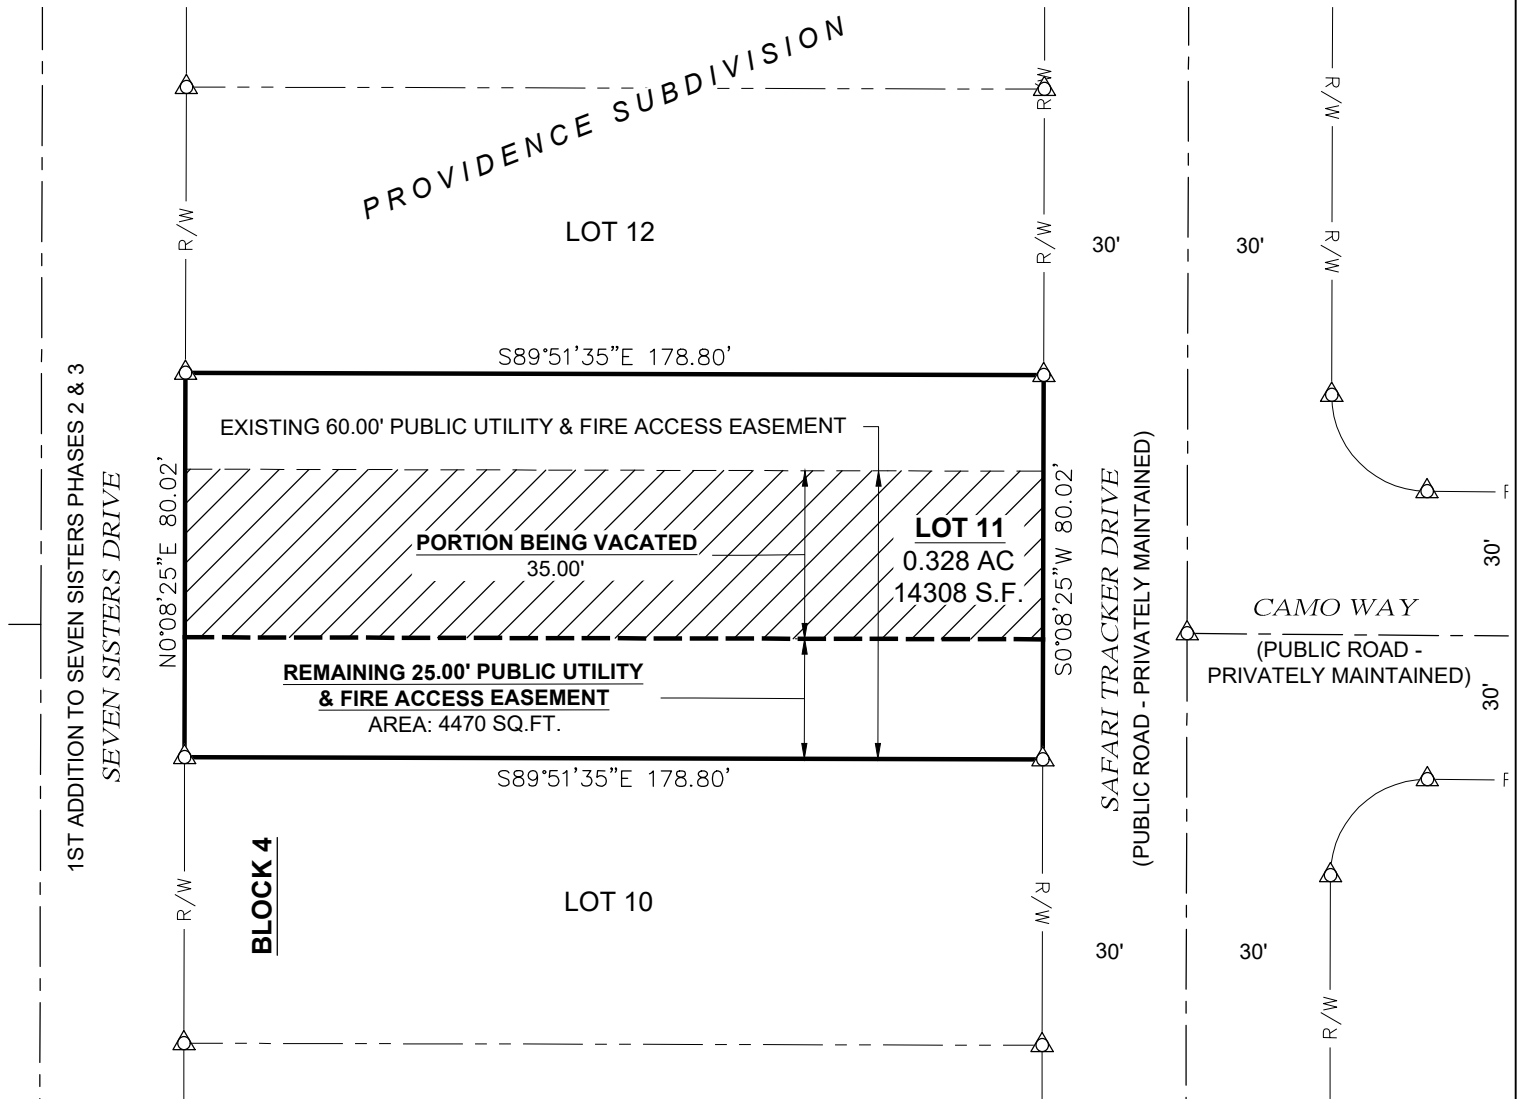 PROVIDENCE SUBDIVISION
R/W
R/W
R/W
R/W
R/W
R/W
LOT 12
30'
30'
S89°51'35"E 178.80'
1ST ADDITION TO SEVEN SISTERS PHASES 2 & 3
SEVEN SISTERS DRIVE
N0°08'25"E 80.02'
EXISTING 60.00' PUBLIC UTILITY & FIRE ACCESS EASEMENT
PORTION BEING VACATED
35.00'
LOT 11
0.328 AC
14308 S.F.
S0°08'25"W 80.02'
SAFARI TRACKER DRIVE
(PUBLIC ROAD - PRIVATELY MAINTAINED)
30'
CAMO WAY
(PUBLIC ROAD -
PRIVATELY MAINTAINED)
30'
REMAINING 25.00' PUBLIC UTILITY
& FIRE ACCESS EASEMENT
AREA: 4470 SQ.FT.
S89°51'35"E 178.80'
BLOCK 4
R/W
LOT 10
R/W
30'
30'
R/W